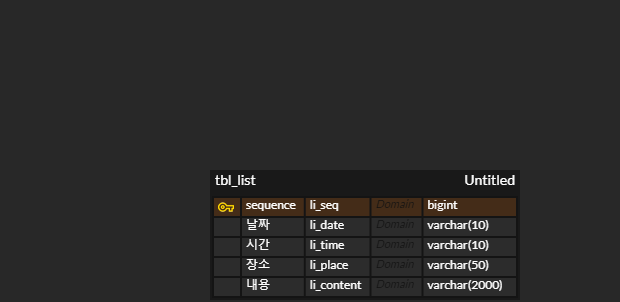 tbl_list Untitled
sequence li_seq Domain bigint
날짜 li_date Domain varchar(10)
시간 li_time Domain varchar(10)
장소 li_place Domain varchar(50)
내용 li_content Domain varchar(2000)